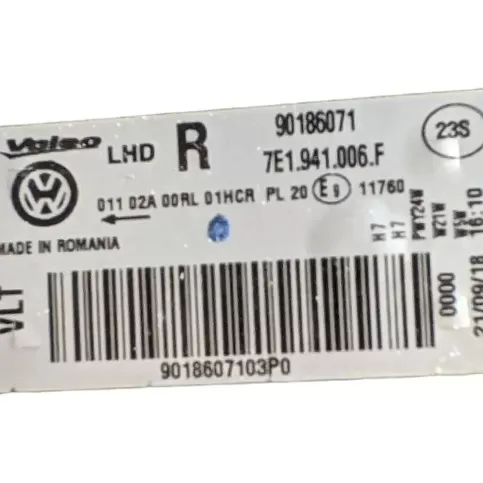 Valeo LHD R 90186071
7E1.941.006.F 23S
011 02A 00RL 01HCR PL 20 E9 11760
MADE IN ROMANIA
H7
H7
PWY24W
W21W
W5W
VLT
0000
21/09/18 16:10
9018607103P0